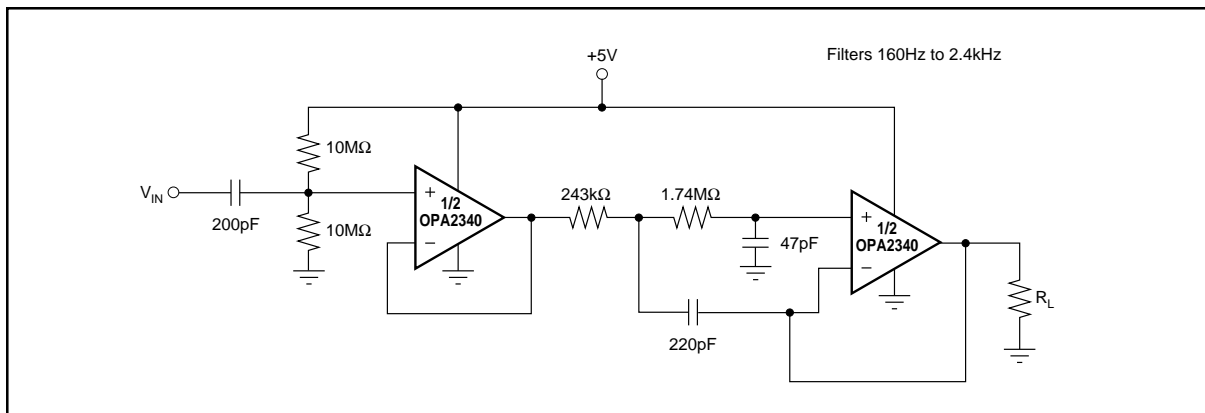 Filters 160Hz to 2.4kHz
+5V
10MΩ
V_IN
200pF
10MΩ
+
1/2
OPA2340
−
243kΩ
1.74MΩ
47pF
220pF
+
1/2
OPA2340
−
R_L